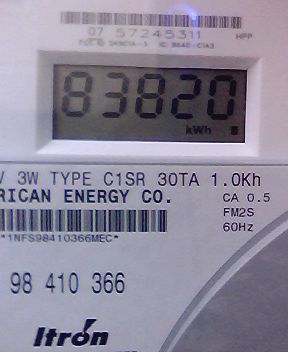 07 57245311 HPP
83820
kWh
V 3W TYPE C1SR 30TA 1.0Kh
RICAN ENERGY CO. CA 0.5
FM2S
60Hz
*1NFS98410366MEC*
98 410 366
Itron